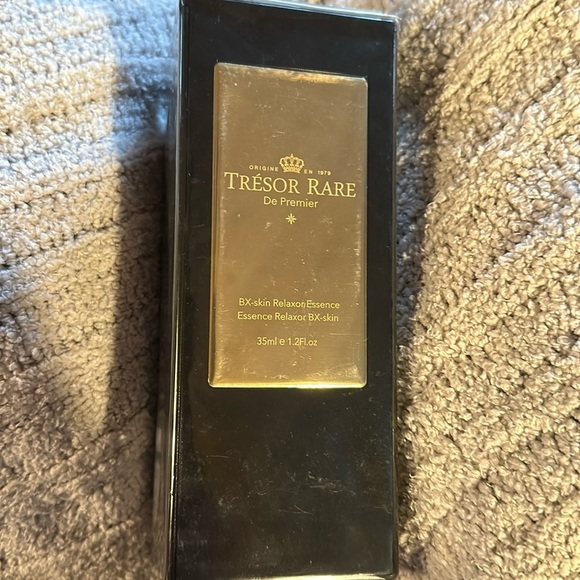 ORIGINE EN 1979
TRÉSOR RARE
De Premier
BX-skin Relaxor Essence
Essence Relaxor BX-skin
35ml e 1.2Fl.oz